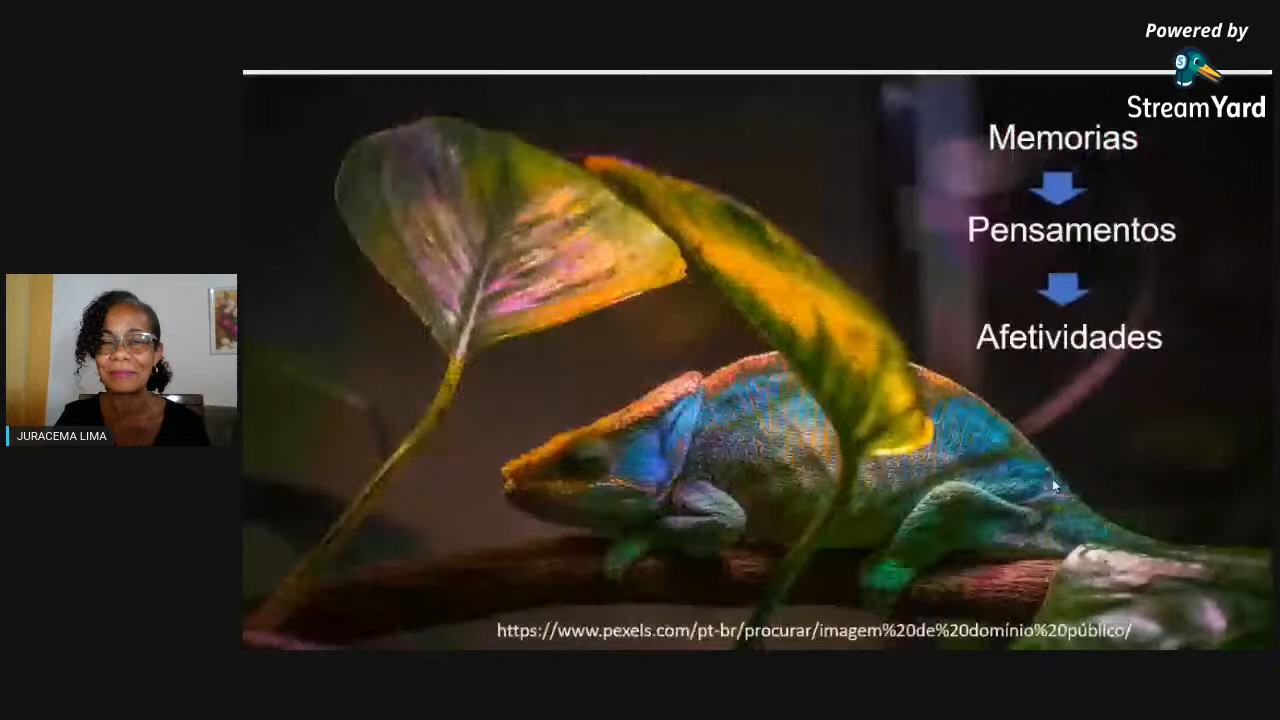 Powered by
StreamYard
Memorias
Pensamentos
Afetividades
JURACEMA LIMA
https://www.pexels.com/pt-br/procurar/imagem%20de%20domínio%20público/